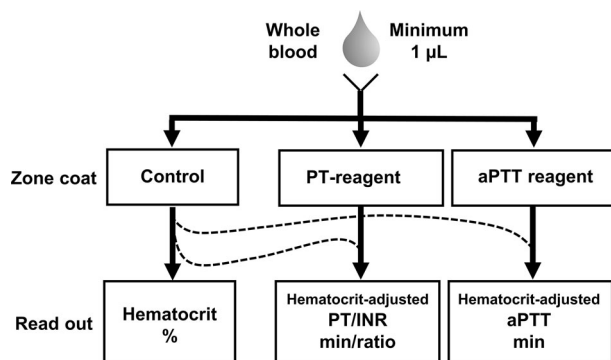 Whole
blood
Minimum
1 µL
Zone coat
Control
PT-reagent
aPTT reagent
Read out
Hematocrit
%
Hematocrit-adjusted
PT/INR
min/ratio
Hematocrit-adjusted
aPTT
min